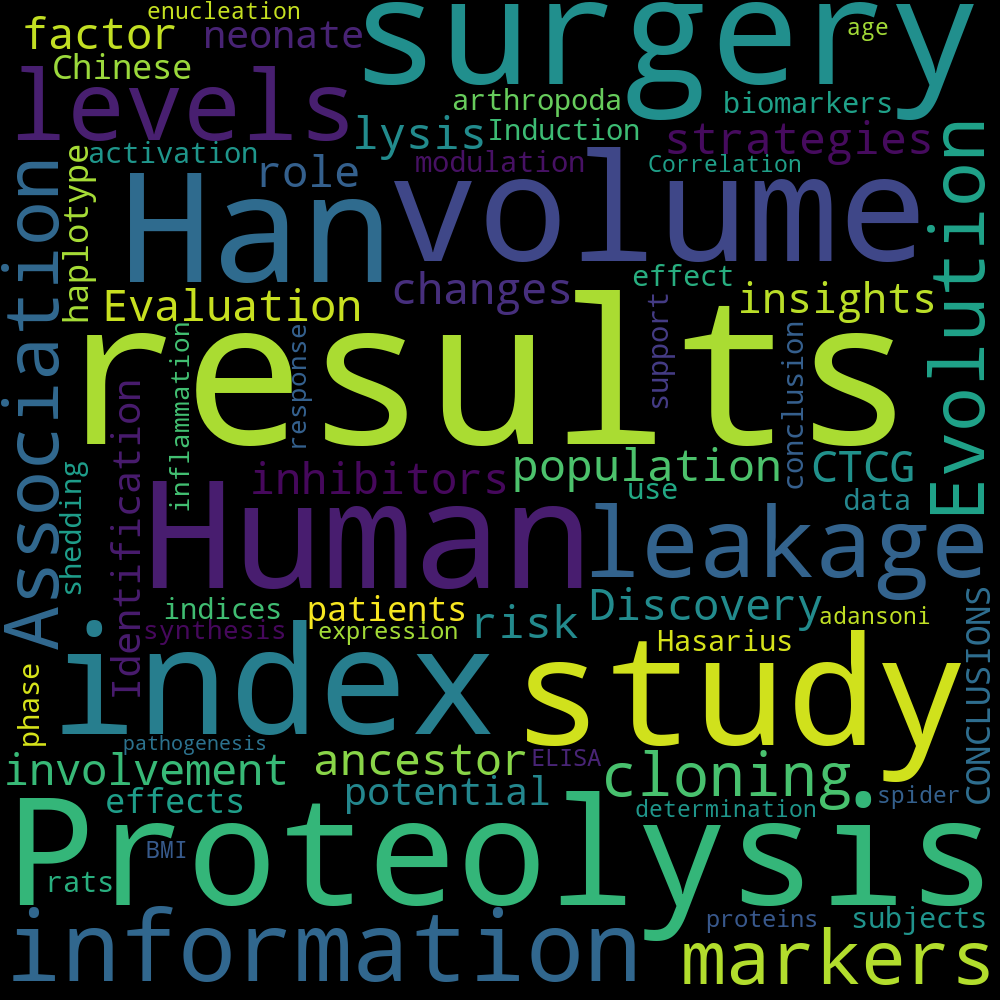 enucleation
surgery
factor
neonate
age
Chinese
levels
arthropoda
biomarkers
lysis
Induction
strategies
Evolution
activation
role
modulation
Correlation
haplotype
Association
Han
volume
changes
effect
insights
Evaluation
results
inflammation
response
support
conclusion
Identification
population
CTCG
inhibitors
use
data
shedding
Human
leakage
indices
patients
risk
Discovery
adansoni
synthesis
expression
Hasarius
CONCLUSIONS
index
study
phase
pathogenesis
ancestor
ELISA
involvement
cloning
potential
spider
effects
determination
Proteolysis
BMI
rats
information
proteins
subjects
markers